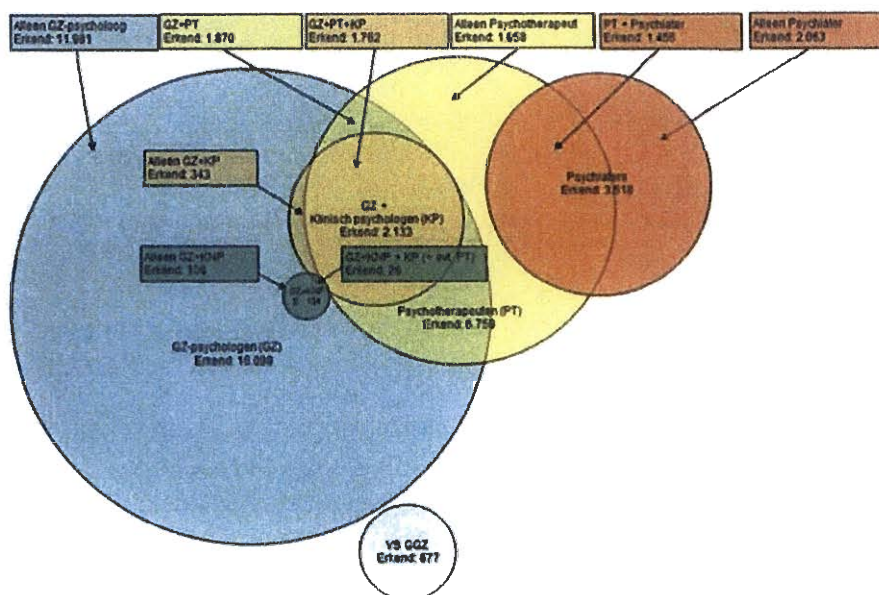 Alleen GZ-psycholoog
Erkend: 11.981
GZ+PT
Erkend: 1.870
GZ+PT+KP
Erkend: 1.762
Alleen Psychotherapeut
Erkend: 1.658
PT + Psychiater
Erkend: 1.456
Alleen Psychiater
Erkend: 2.063
Alleen GZ+KP
Erkend: 343
Psychiaters
Erkend: 3.518
GZ +
Klinisch psychologen (KP)
Erkend: 2.133
Alleen GZ+KNP
Erkend:
GZ+KNP + KP (+ evt. PT)
Erkend:
Psychotherapeuten (PT)
Erkend: 6.759
GZ-psychologen (GZ)
Erkend: 16.099
VS GGZ
Erkend: 677